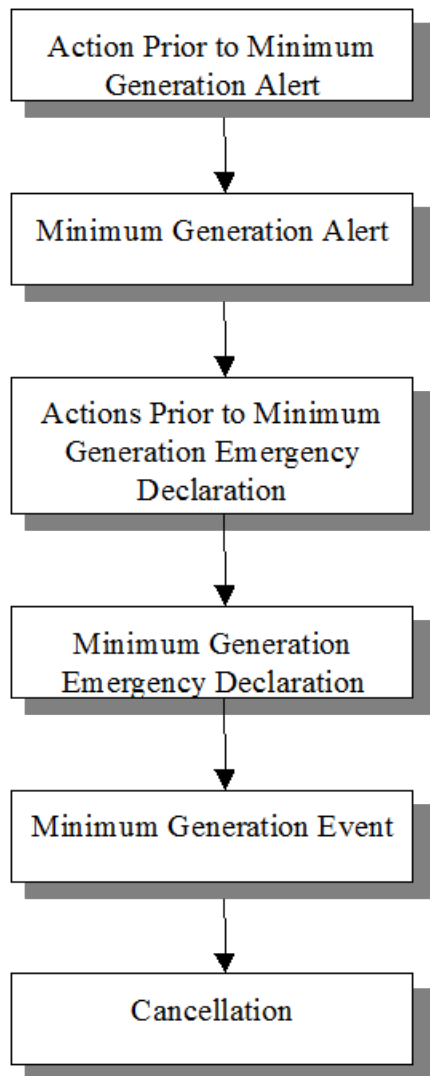 Action Prior to Minimum
Generation Alert
Minimum Generation Alert
Actions Prior to Minimum
Generation Emergency
Declaration
Minimum Generation
Emergency Declaration
Minimum Generation Event
Cancellation